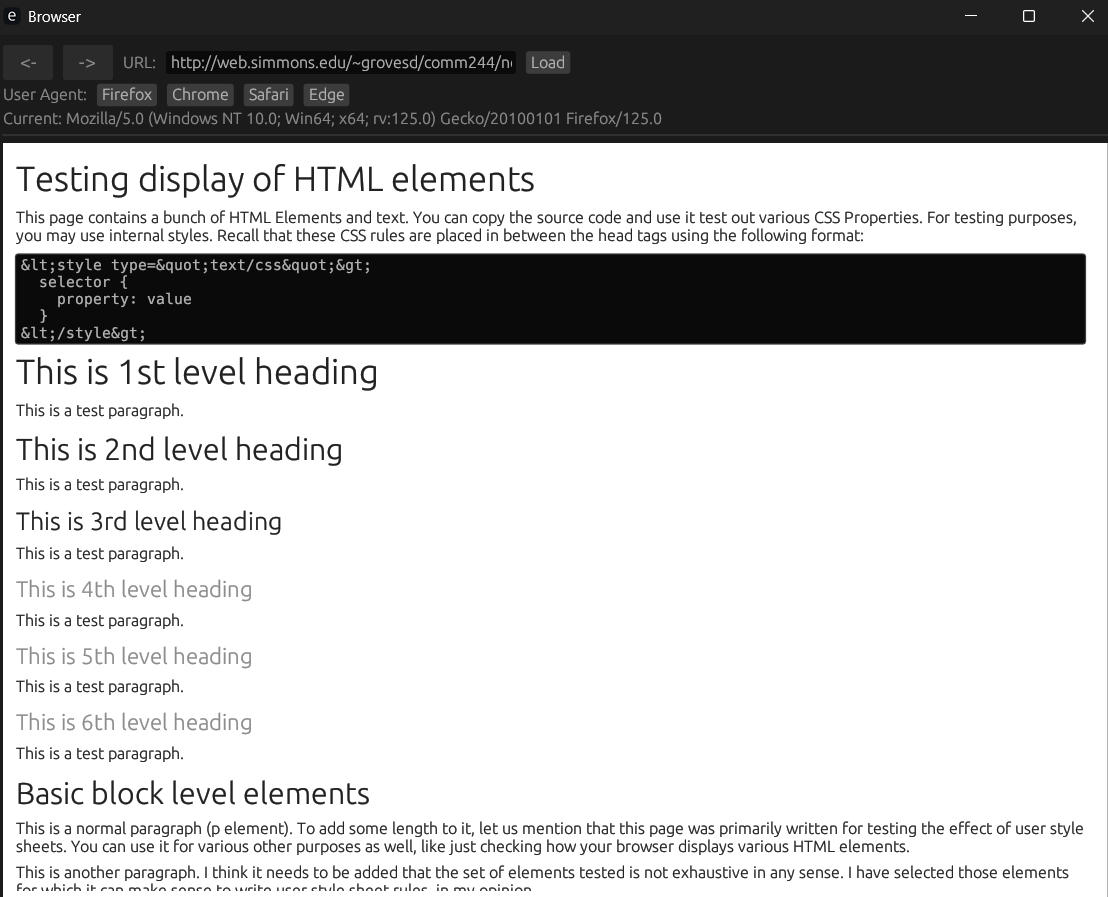 e Browser
<- -> URL: http://web.simmons.edu/~grovesd/comm244/n Load
User Agent: Firefox Chrome Safari Edge
Current: Mozilla/5.0 (Windows NT 10.0; Win64; x64; rv:125.0) Gecko/20100101 Firefox/125.0
Testing display of HTML elements
This page contains a bunch of HTML Elements and text. You can copy the source code and use it test out various CSS Properties. For testing purposes,
you may use internal styles. Recall that these CSS rules are placed in between the head tags using the following format:
&lt;style type=&quot;text/css&quot;&gt;
  selector {
    property: value
  }
&lt;/style&gt;
This is 1st level heading
This is a test paragraph.
This is 2nd level heading
This is a test paragraph.
This is 3rd level heading
This is a test paragraph.
This is 4th level heading
This is a test paragraph.
This is 5th level heading
This is a test paragraph.
This is 6th level heading
This is a test paragraph.
Basic block level elements
This is a normal paragraph (p element). To add some length to it, let us mention that this page was primarily written for testing the effect of user style
sheets. You can use it for various other purposes as well, like just checking how your browser displays various HTML elements.
This is another paragraph. I think it needs to be added that the set of elements tested is not exhaustive in any sense. I have selected those elements
for which it can make sense to write user style sheet rules, in my opinion.